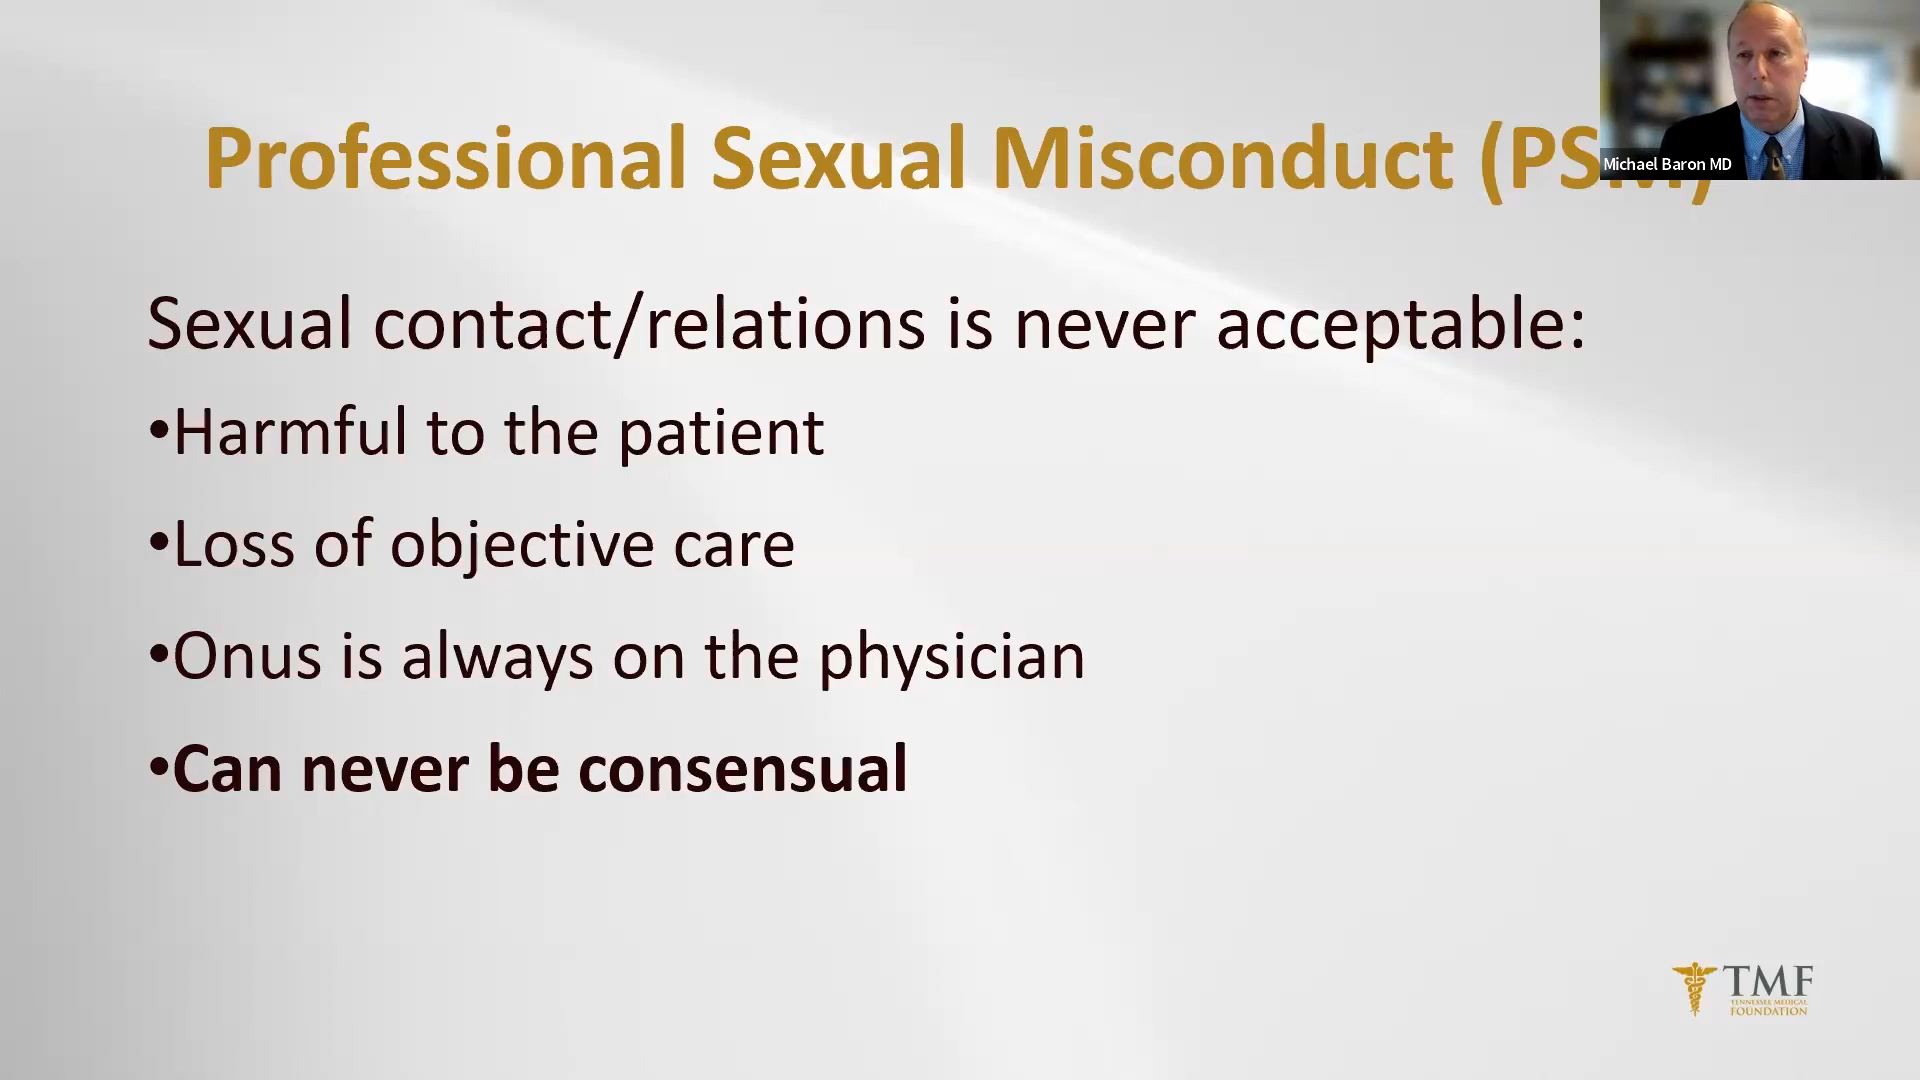 Professional Sexual Misconduct (PSM)
Michael Baron MD
Sexual contact/relations is never acceptable:
•Harmful to the patient
•Loss of objective care
•Onus is always on the physician
•Can never be consensual
TMF
TENNESSEE MEDICAL
FOUNDATION